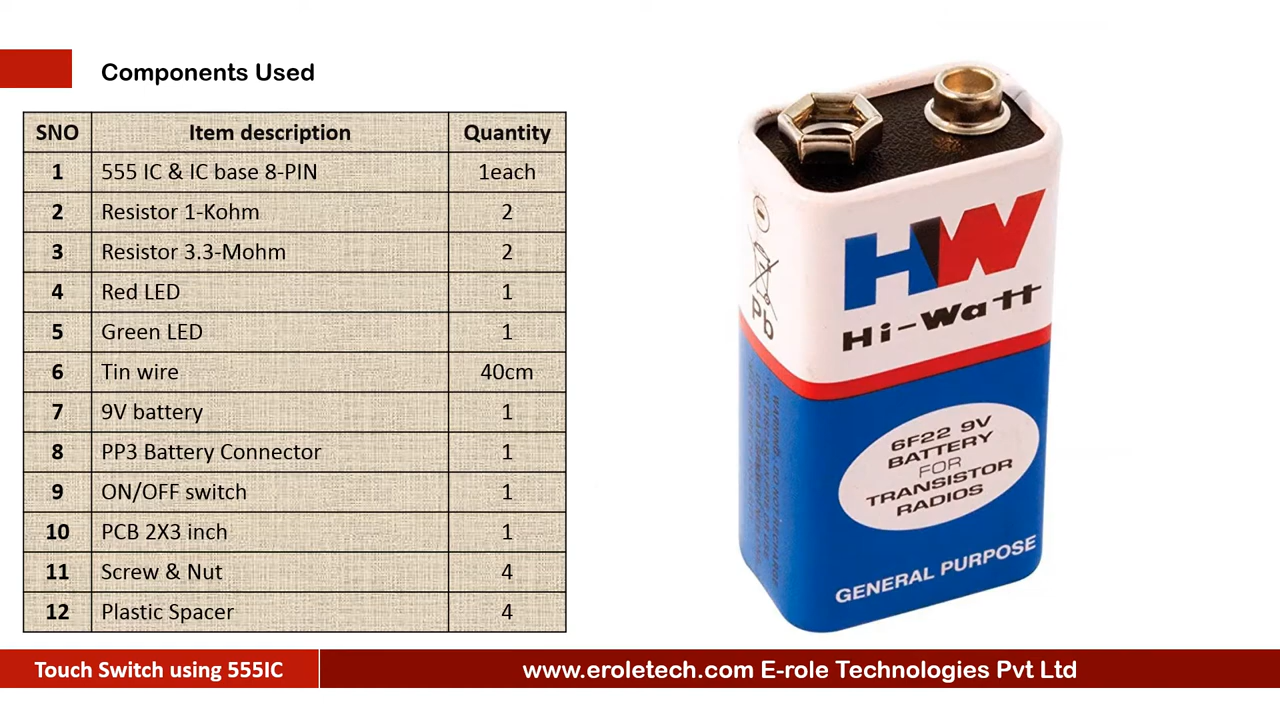 Components Used
SNO Item description Quantity
1 555 IC & IC base 8-PIN 1each
2 Resistor 1-Kohm 2
3 Resistor 3.3-Mohm 2
4 Red LED 1
5 Green LED 1
6 Tin wire 40cm
7 9V battery 1
8 PP3 Battery Connector 1
9 ON/OFF switch 1
10 PCB 2X3 inch 1
11 Screw & Nut 4
12 Plastic Spacer 4
HW
Hi-Watt
Pb
6F22 9V
BATTERY
FOR
TRANSISTOR
RADIOS
GENERAL PURPOSE
Touch Switch using 555IC
www.eroletech.com E-role Technologies Pvt Ltd